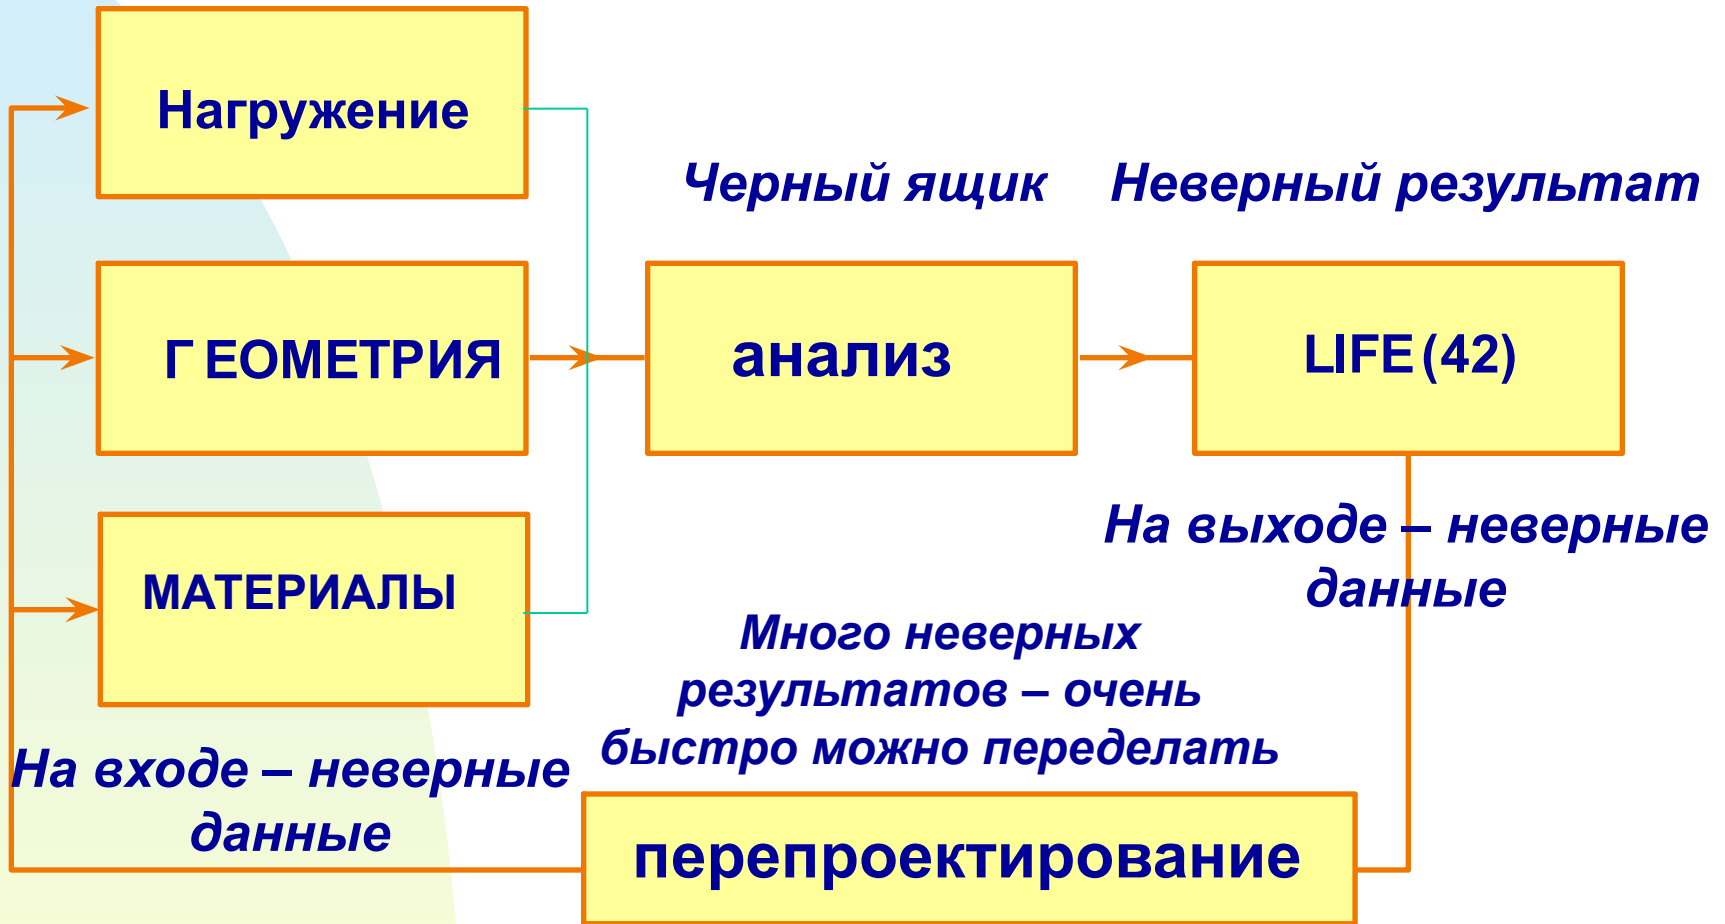 Нагружение
Черный ящик
Неверный результат
Г ЕОМЕТРИЯ
анализ
LIFE (42)
МАТЕРИАЛЫ
На выходе – неверные
данные
Много неверных
результатов – очень
быстро можно переделать
На входе – неверные
данные
перепроектирование